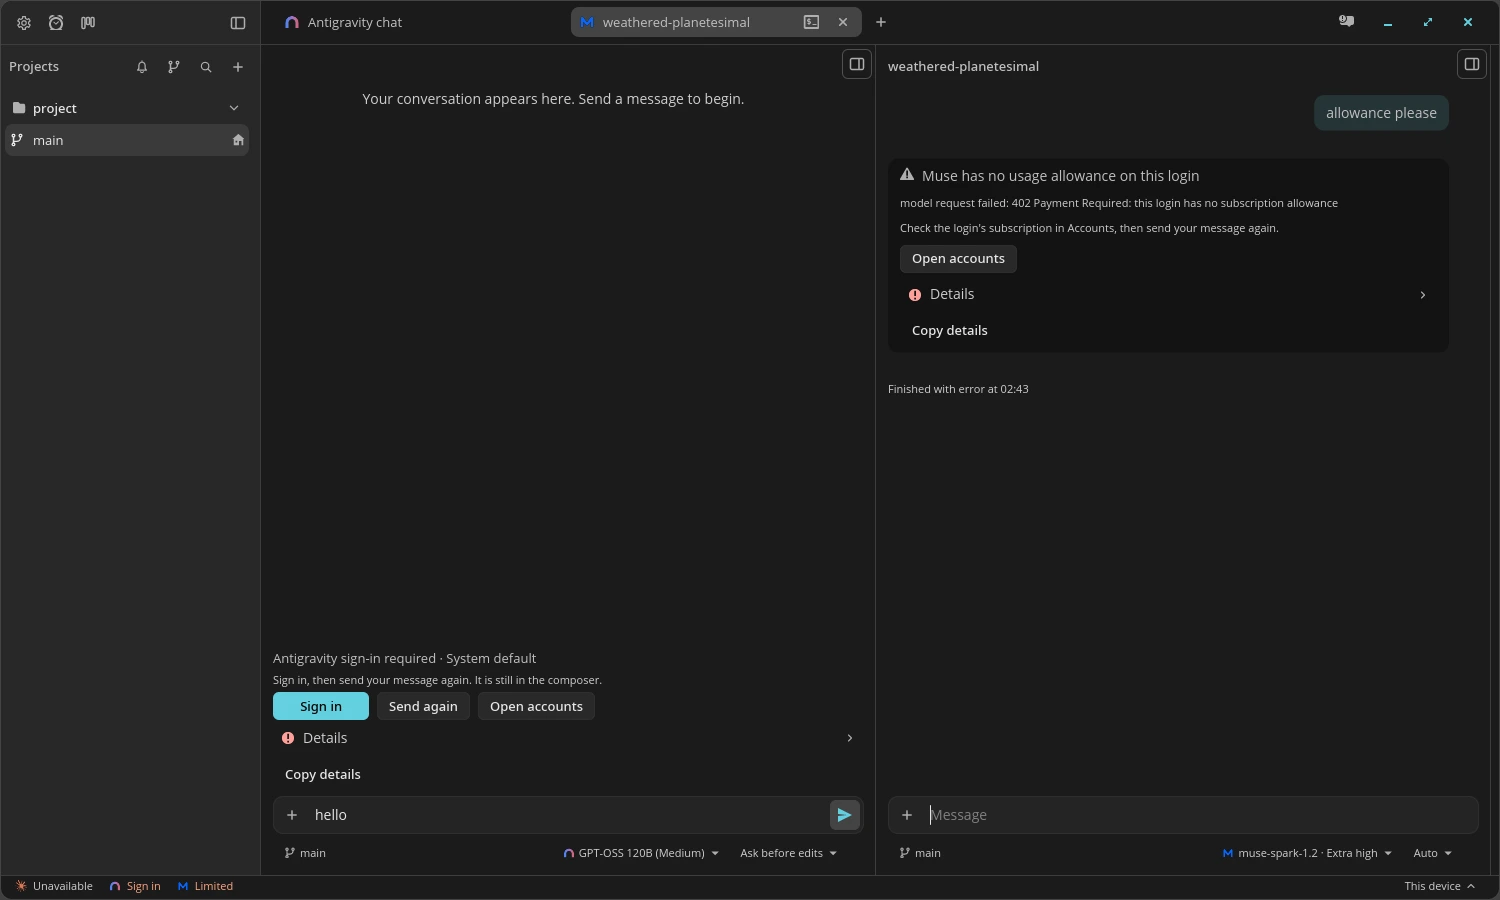 Antigravity chat
weathered-planetesimal
Projects
project
main
Your conversation appears here. Send a message to begin.
Antigravity sign-in required · System default
Sign in, then send your message again. It is still in the composer.
Sign in
Send again
Open accounts
Details
Copy details
hello
main
GPT-OSS 120B (Medium)
Ask before edits
weathered-planetesimal
allowance please
Muse has no usage allowance on this login
model request failed: 402 Payment Required: this login has no subscription allowance
Check the login's subscription in Accounts, then send your message again.
Open accounts
Details
Copy details
Finished with error at 02:43
Message
main
muse-spark-1.2 · Extra high
Auto
Unavailable
Sign in
Limited
This device